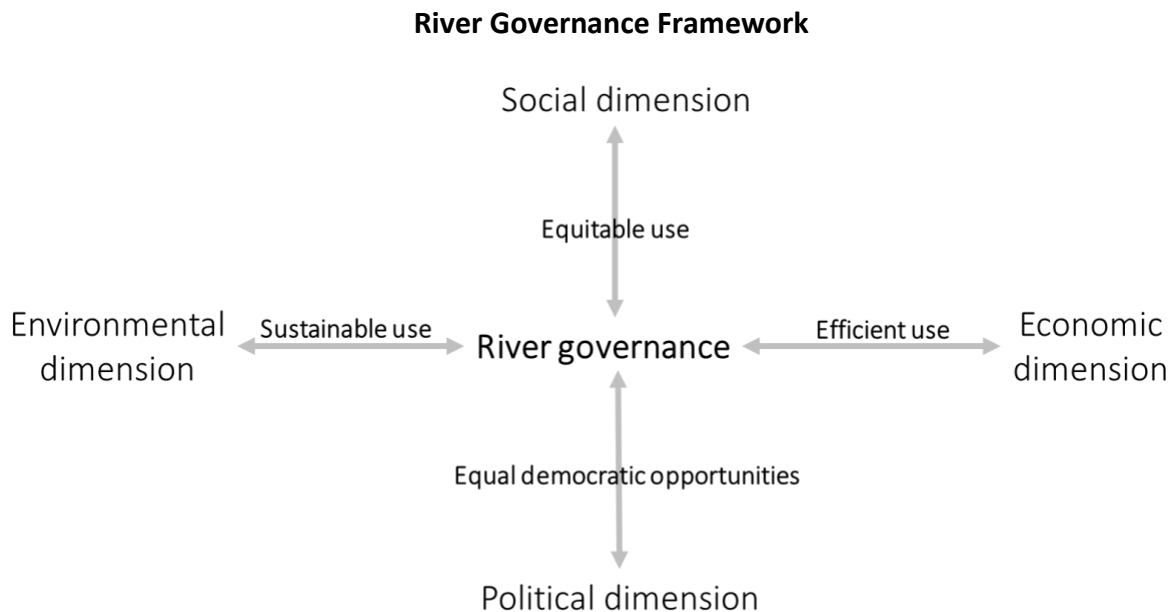 River Governance Framework
Social dimension
Equitable use
Environmental
dimension
Sustainable use
River governance
Efficient use
Economic
dimension
Equal democratic opportunities
Political dimension